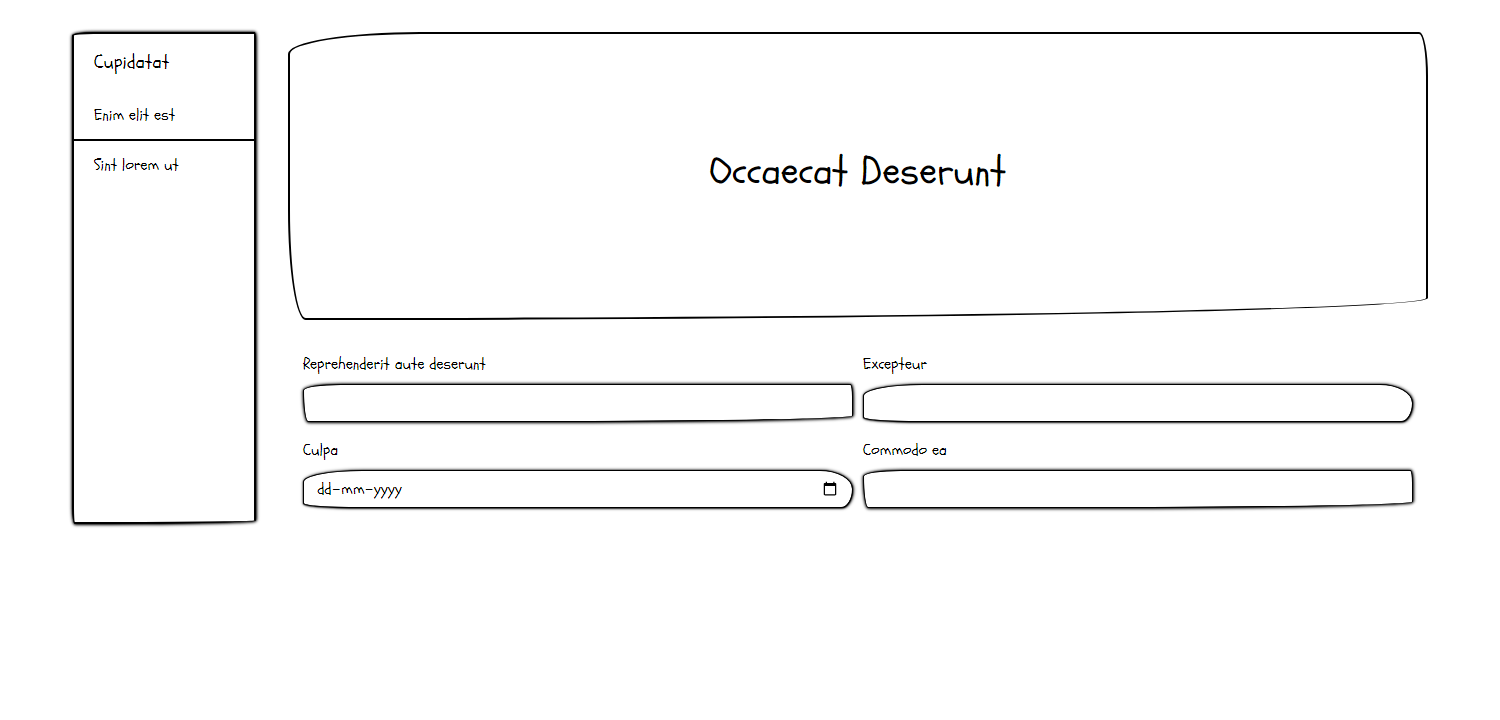 Cupidatat
Enim elit est
Sint lorem ut
Occaecat Deserunt
Reprehenderit aute deserunt
Excepteur
Culpa
dd-mm-yyyy
Commodo ea